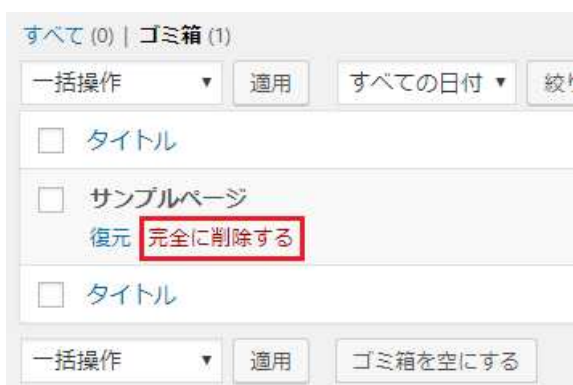 すべて (0) | ゴミ箱 (1)
一括操作 ▼ 適用 すべての日付 ▼ 絞り
タイトル
サンプルページ
復元 完全に削除する
タイトル
一括操作 ▼ 適用 ゴミ箱を空にする